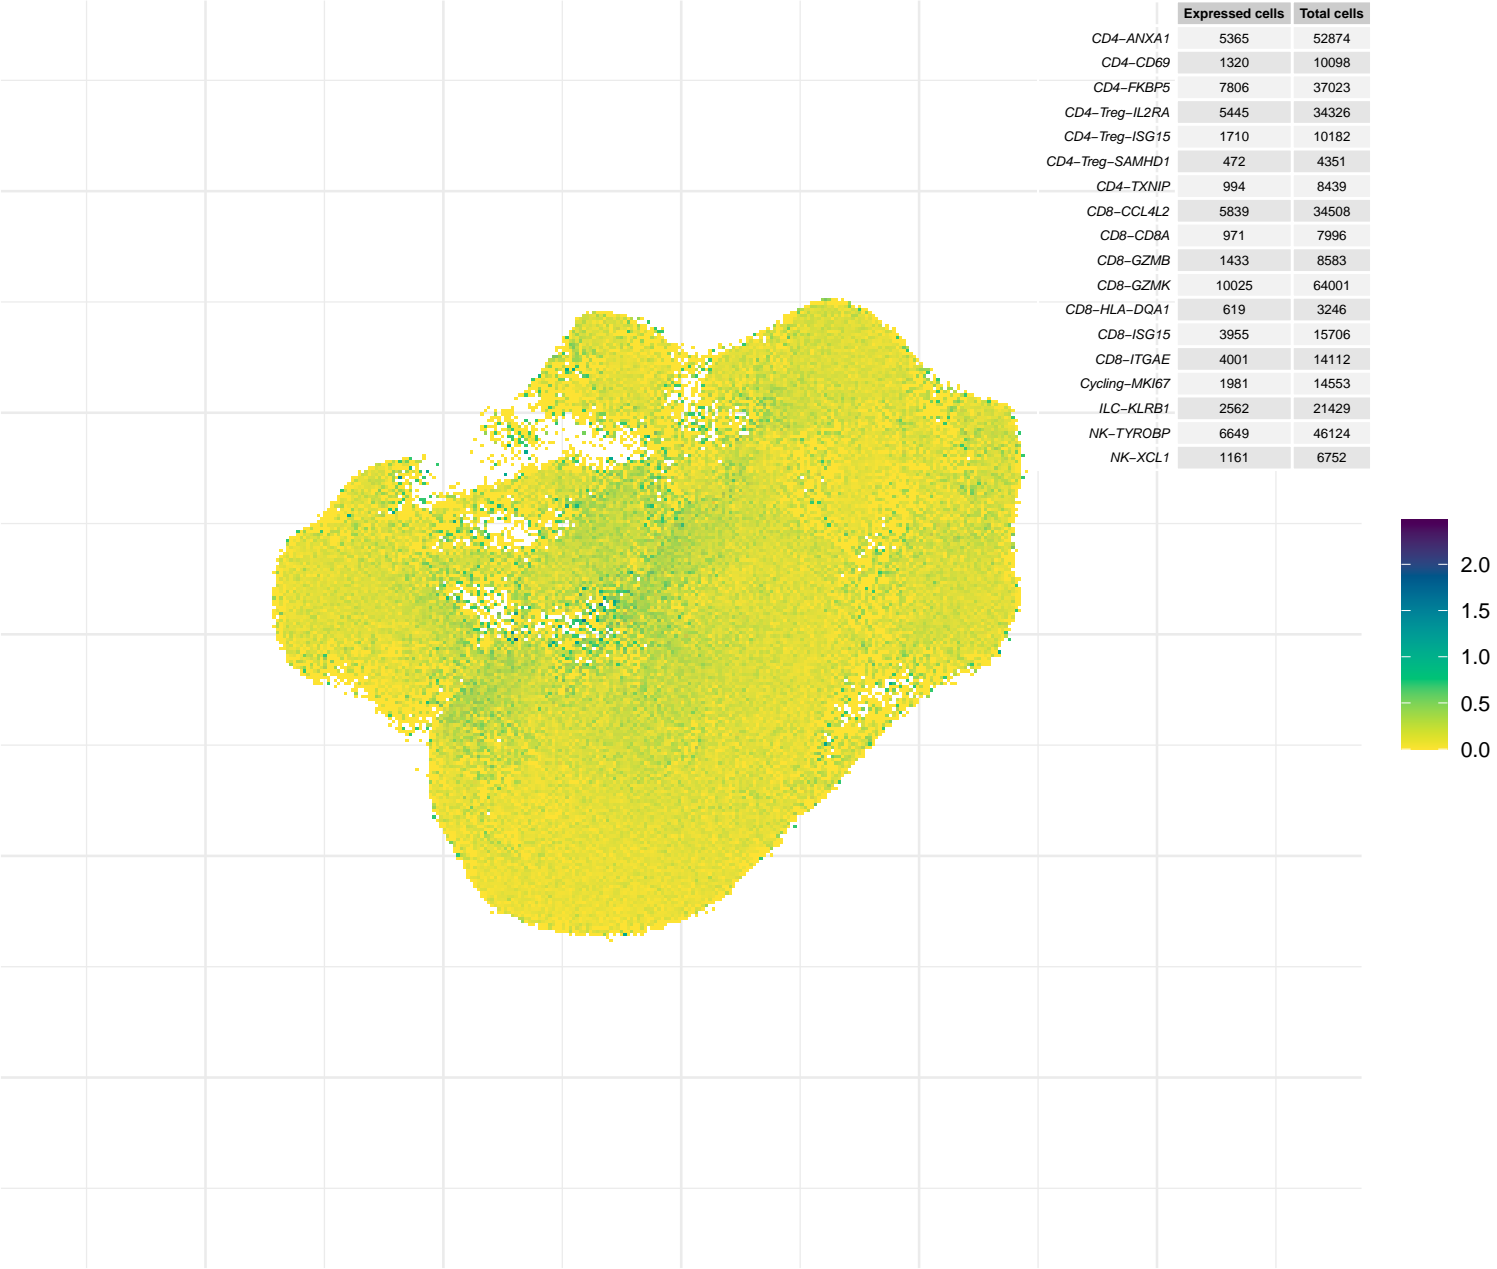 Expressed cells Total cells
CD4−ANXA1 5365 52874
CD4−CD69 1320 10098
CD4−FKBP5 7806 37023
CD4−Treg−IL2RA 5445 34326
CD4−Treg−ISG15 1710 10182
CD4−Treg−SAMHD1 472 4351
CD4−TXNIP 994 8439
CD8−CCL4L2 5839 34508
CD8−CD8A 971 7996
CD8−GZMB 1433 8583
CD8−GZMK 10025 64001
CD8−HLA−DQA1 619 3246
CD8−ISG15 3955 15706
CD8−ITGAE 4001 14112
Cycling−MKI67 1981 14553
ILC−KLRB1 2562 21429
NK−TYROBP 6649 46124
NK−XCL1 1161 6752
2.0
1.5
1.0
0.5
0.0